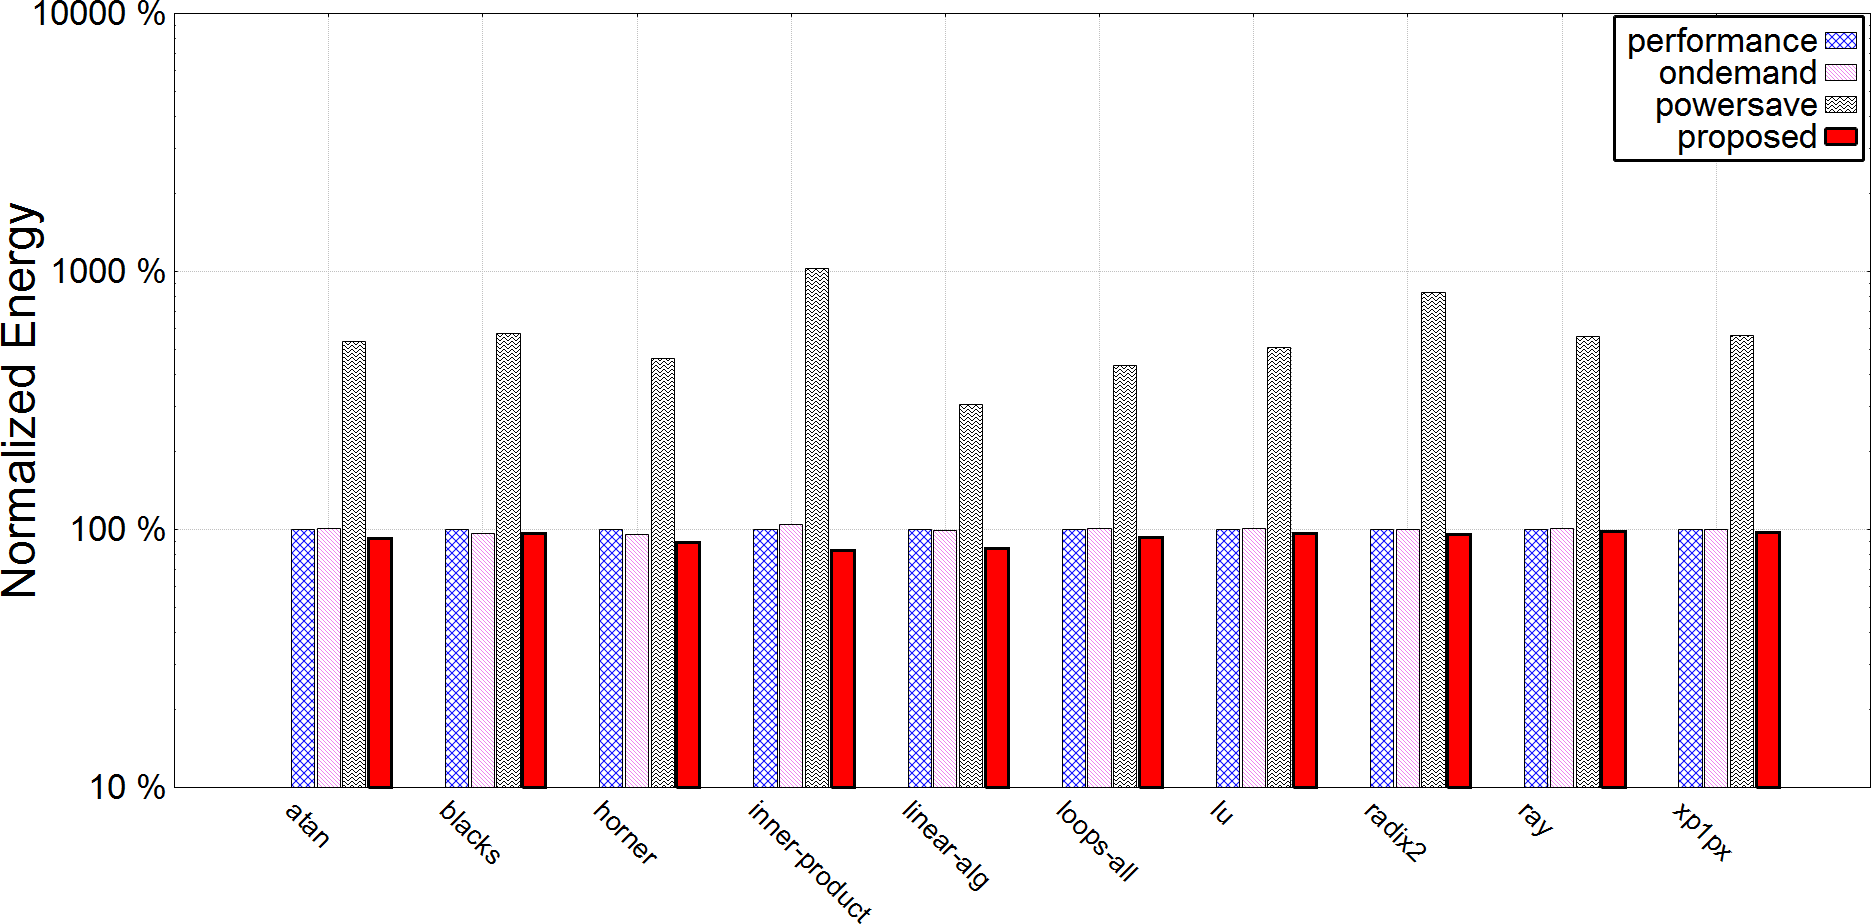 10000 %
1000 %
100 %
10 %
Normalized Energy
performance
ondemand
powersave
proposed
atan
blacks
horner
inner-product
linear-alg
loops-all
lu
radix2
ray
xp1px